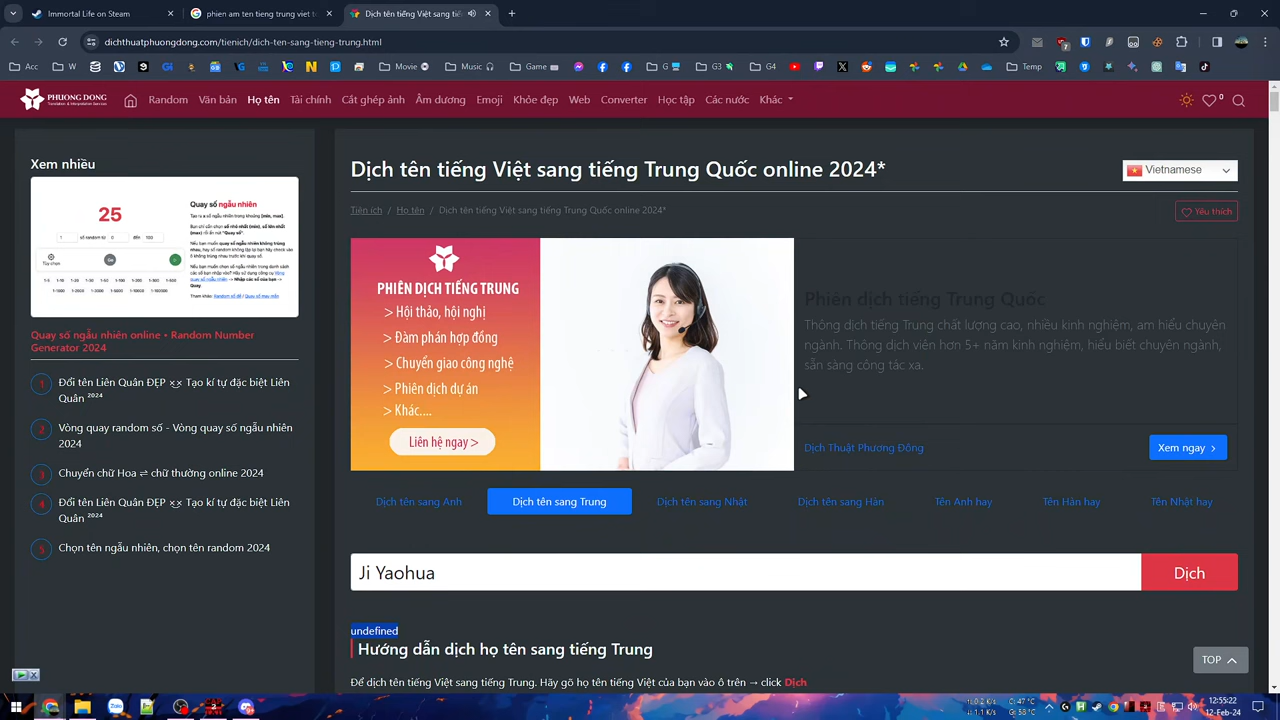 Immortal Life on Steam
phien am ten tieng trung viet t
Dịch tên tiếng Việt sang tiế
dichthuatphuongdong.com/tienich/dich-ten-sang-tieng-trung.html
Acc
W
Movie
Music
Game
G
G3
G4
Temp
PHUONG DONG
Translation & Interpretation Services
Random
Văn bản
Họ tên
Tài chính
Cắt ghép ảnh
Âm dương
Emoji
Khỏe đẹp
Web
Converter
Học tập
Các nước
Khác
0
Xem nhiều
25
Quay số ngẫu nhiên
Quay số ngẫu nhiên online • Random Number
Generator 2024
1 Đổi tên Liên Quân ĐẸP ×͜× Tạo kí tự đặc biệt Liên
Quân ²⁰²⁴
2 Vòng quay random số - Vòng quay số ngẫu nhiên
2024
3 Chuyển chữ Hoa ⇌ chữ thường online 2024
4 Đổi tên Liên Quân ĐẸP ×͜× Tạo kí tự đặc biệt Liên
Quân ²⁰²⁴
5 Chọn tên ngẫu nhiên, chọn tên random 2024
Dịch tên tiếng Việt sang tiếng Trung Quốc online 2024*
Vietnamese
Tiện ích / Họ tên / Dịch tên tiếng Việt sang tiếng Trung Quốc online 2024*
Yêu thích
PHIÊN DỊCH TIẾNG TRUNG
> Hội thảo, hội nghị
> Đàm phán hợp đồng
> Chuyển giao công nghệ
> Phiên dịch dự án
> Khác....
Liên hệ ngay >
Phiên dịch tiếng Trung Quốc
Thông dịch tiếng Trung chất lượng cao, nhiều kinh nghiệm, am hiểu chuyên
ngành. Thông dịch viên hơn 5+ năm kinh nghiệm, hiểu biết chuyên ngành,
sẵn sàng công tác xa.
Dịch Thuật Phương Đông
Xem ngay
Dịch tên sang Anh
Dịch tên sang Trung
Dịch tên sang Nhật
Dịch tên sang Hàn
Tên Anh hay
Tên Hàn hay
Tên Nhật hay
Ji Yaohua
Dịch
undefined
Hướng dẫn dịch họ tên sang tiếng Trung
Để dịch tên tiếng Việt sang tiếng Trung. Hãy gõ họ tên tiếng Việt của bạn vào ô trên → click Dịch
TOP
12:55:22
12-Feb-24